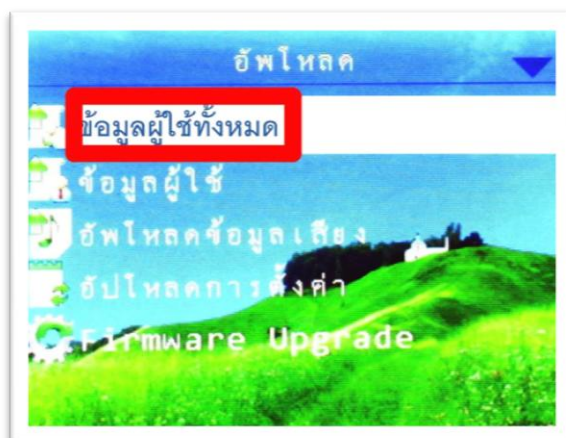 อัพโหลด
ข้อมูลผู้ใช้ทั้งหมด
ข้อมูลผู้ใช้
อัพโหลดข้อมูลเสียง
อัปโหลดการตั้งค่า
Firmware Upgrade